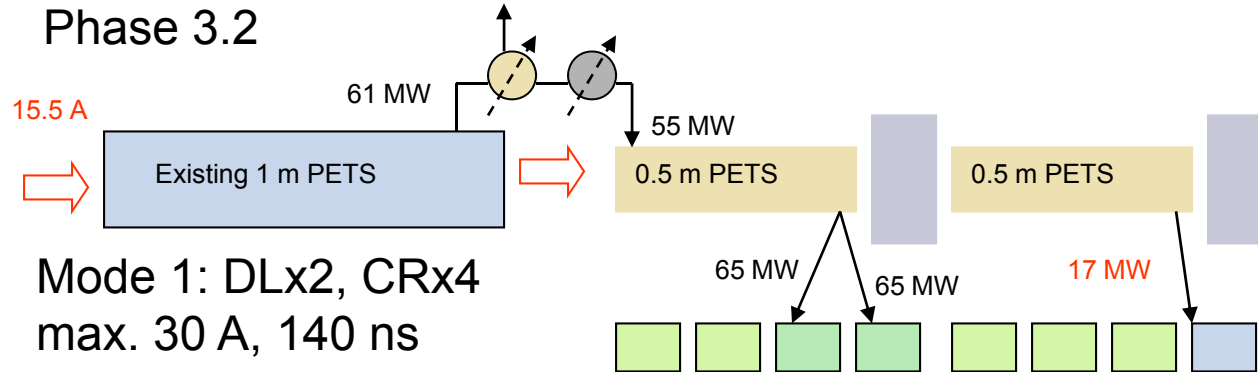 Phase 3.2
15.5 A
61 MW
55 MW
Existing 1 m PETS
0.5 m PETS
0.5 m PETS
65 MW
65 MW
17 MW
Mode 1: DLx2, CRx4
max. 30 A, 140 ns